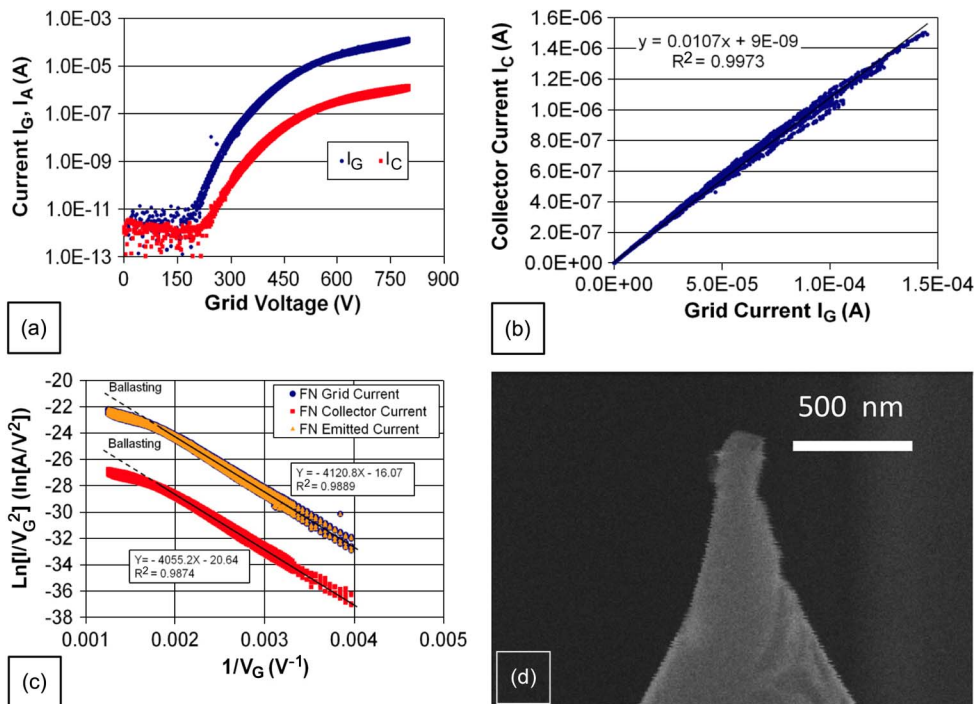 1.0E-03
1.0E-05
1.0E-07
1.0E-09
1.0E-11
1.0E-13
Current I_G, I_A (A)
I_G I_C
0 150 300 450 600 750 900
Grid Voltage (V)
(a)
1.6E-06
1.4E-06
1.2E-06
1.0E-06
8.0E-07
6.0E-07
4.0E-07
2.0E-07
0.0E+00
Collector Current I_C (A)
y = 0.0107x + 9E-09
R² = 0.9973
0.0E+00 5.0E-05 1.0E-04 1.5E-04
Grid Current I_G (A)
(b)
-20
-22
-24
-26
-28
-30
-32
-34
-36
-38
Ln[I/V_G²] (ln[A/V²])
Ballasting
Ballasting
FN Grid Current
FN Collector Current
FN Emitted Current
Y = - 4120.8X - 16.07
R² = 0.9889
Y= - 4055.2X - 20.64
R² = 0.9874
0.001 0.002 0.003 0.004 0.005
1/V_G (V⁻¹)
(c)
500 nm
(d)